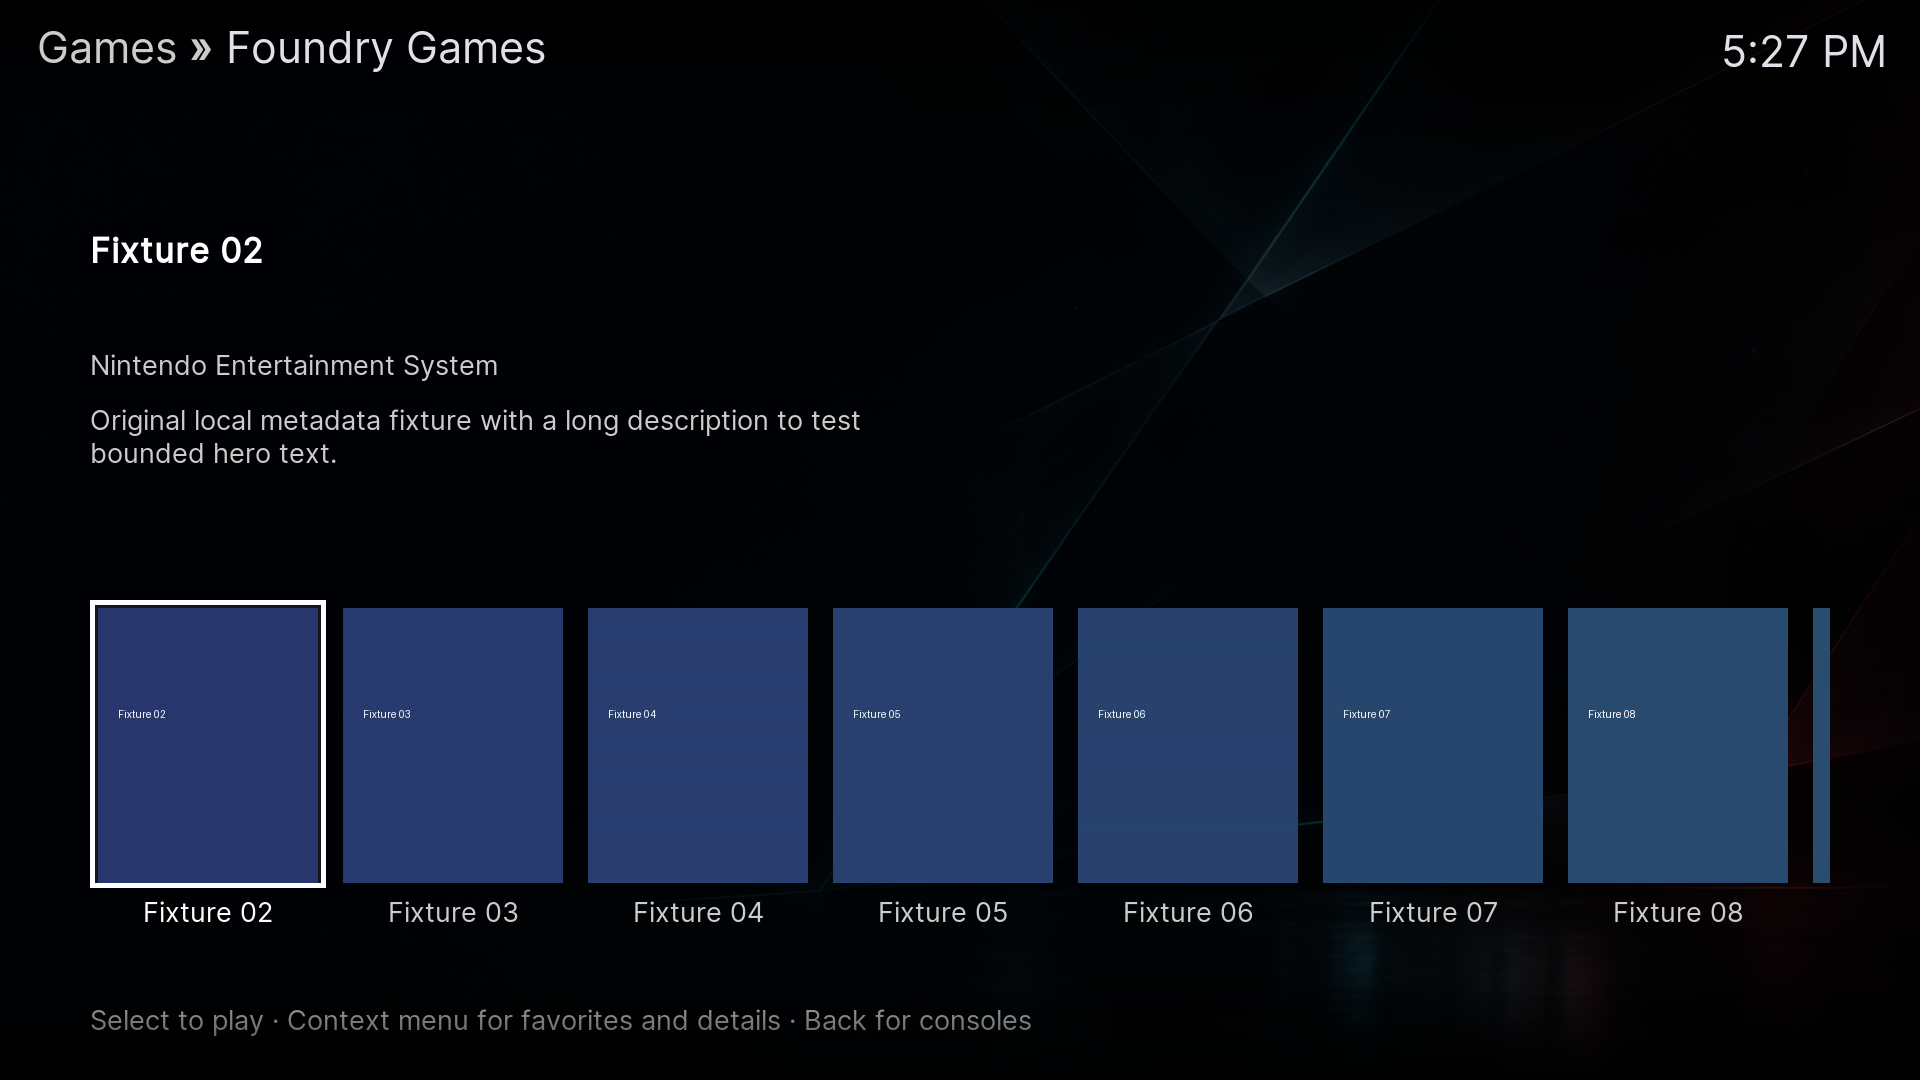 Games » Foundry Games
5:27 PM
Fixture 02
Nintendo Entertainment System
Original local metadata fixture with a long description to test
bounded hero text.
Fixture 02
Fixture 03
Fixture 04
Fixture 05
Fixture 06
Fixture 07
Fixture 08
Fixture 02
Fixture 03
Fixture 04
Fixture 05
Fixture 06
Fixture 07
Fixture 08
Select to play · Context menu for favorites and details · Back for consoles